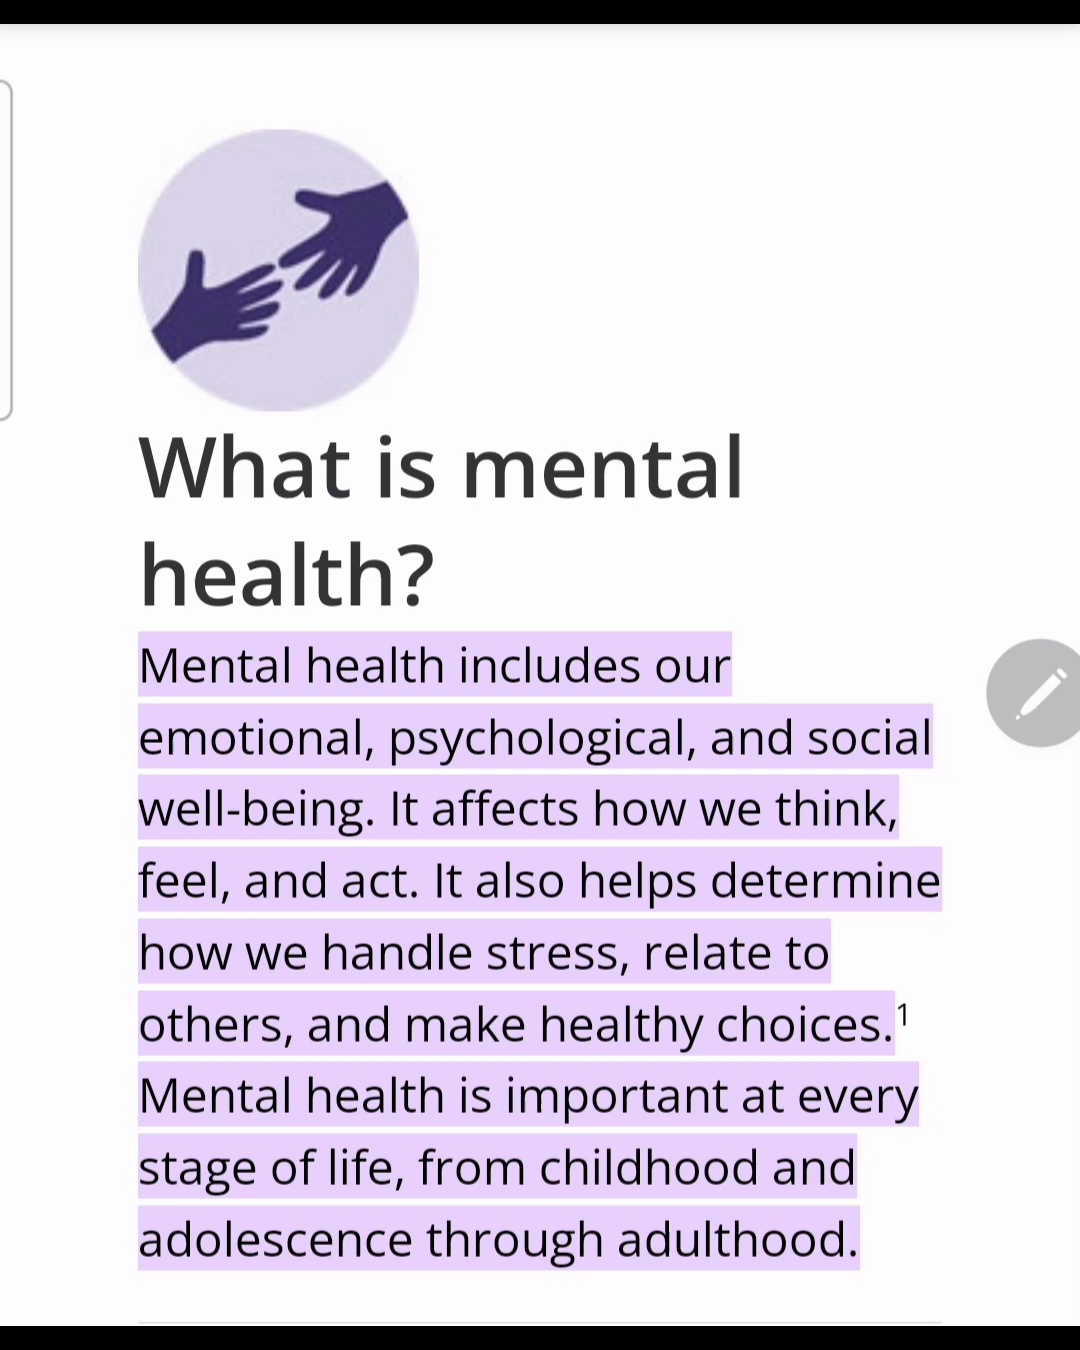 What is mental
health?
Mental health includes our
emotional, psychological, and social
well-being. It affects how we think,
feel, and act. It also helps determine
how we handle stress, relate to
others, and make healthy choices.¹
Mental health is important at every
stage of life, from childhood and
adolescence through adulthood.